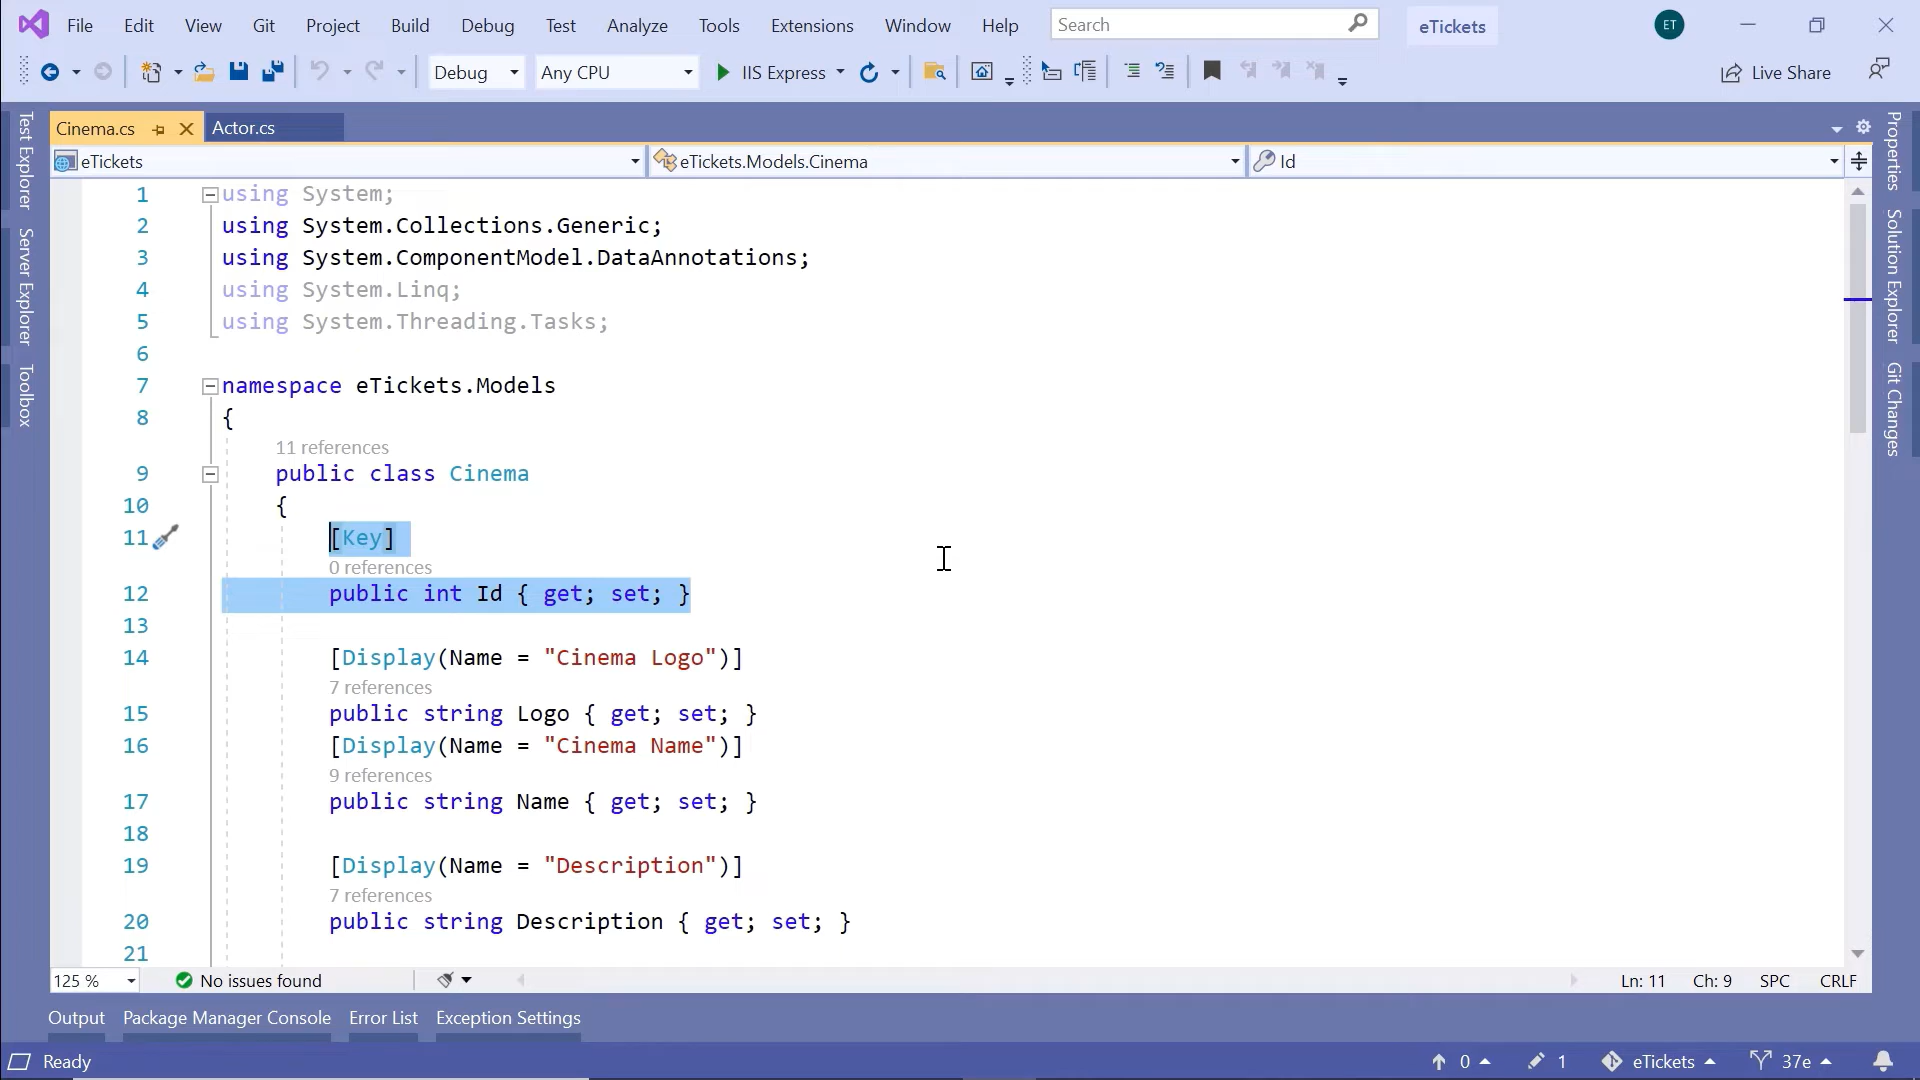 File Edit View Git Project Build Debug Test Analyze Tools Extensions Window Help Search eTickets ET
Debug Any CPU IIS Express Live Share
Cinema.cs Actor.cs
eTickets eTickets.Models.Cinema Id
Test Explorer
Server Explorer
Toolbox
1 using System;
2 using System.Collections.Generic;
3 using System.ComponentModel.DataAnnotations;
4 using System.Linq;
5 using System.Threading.Tasks;
6
7 namespace eTickets.Models
8 {
11 references
9 public class Cinema
10 {
11 [Key]
0 references
12 public int Id { get; set; }
13
14 [Display(Name = "Cinema Logo")]
7 references
15 public string Logo { get; set; }
16 [Display(Name = "Cinema Name")]
9 references
17 public string Name { get; set; }
18
19 [Display(Name = "Description")]
7 references
20 public string Description { get; set; }
21
Properties
Solution Explorer
Git Changes
125 % No issues found Ln: 11 Ch: 9 SPC CRLF
Output Package Manager Console Error List Exception Settings
Ready 0 1 eTickets 37e